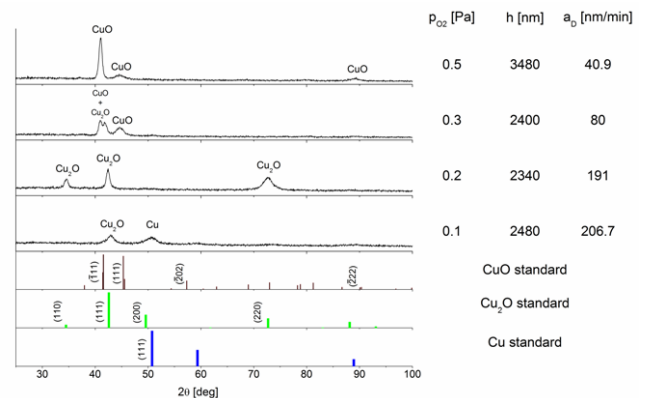 p_O2 [Pa] h [nm] a_D [nm/min]
CuO
CuO
CuO
0.5 3480 40.9
CuO
+
Cu₂O
CuO
0.3 2400 80
Cu₂O
Cu₂O
Cu₂O
0.2 2340 191
Cu₂O
Cu
0.1 2480 206.7
(1̄11)
(111)
(2̄02)
(2̄22)
CuO standard
(110)
(111)
(200)
(220)
Cu₂O standard
(111)
Cu standard
30 40 50 60 70 80 90 100
2θ [deg]